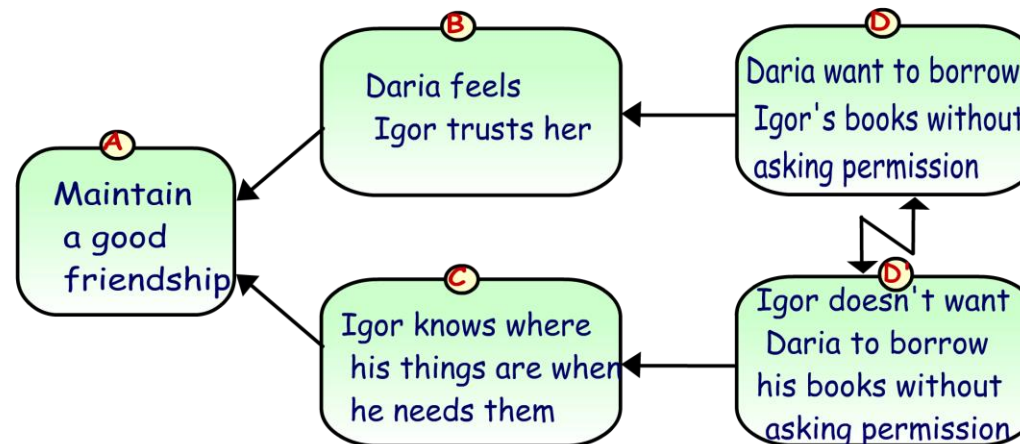 A
Maintain
a good
friendship
B
Daria feels
Igor trusts her
C
Igor knows where
his things are when
he needs them
D
Daria want to borrow
Igor's books without
asking permission
D'
Igor doesn't want
Daria to borrow
his books without
asking permission